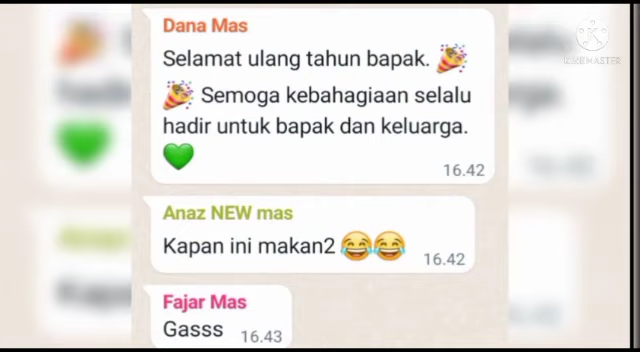 Dana Mas
Selamat ulang tahun bapak. 🎉
🎉 Semoga kebahagiaan selalu
hadir untuk bapak dan keluarga.
💚
16.42
Anaz NEW mas
Kapan ini makan2 😂😂 16.42
Fajar Mas
Gasss 16.43
KINEMASTER